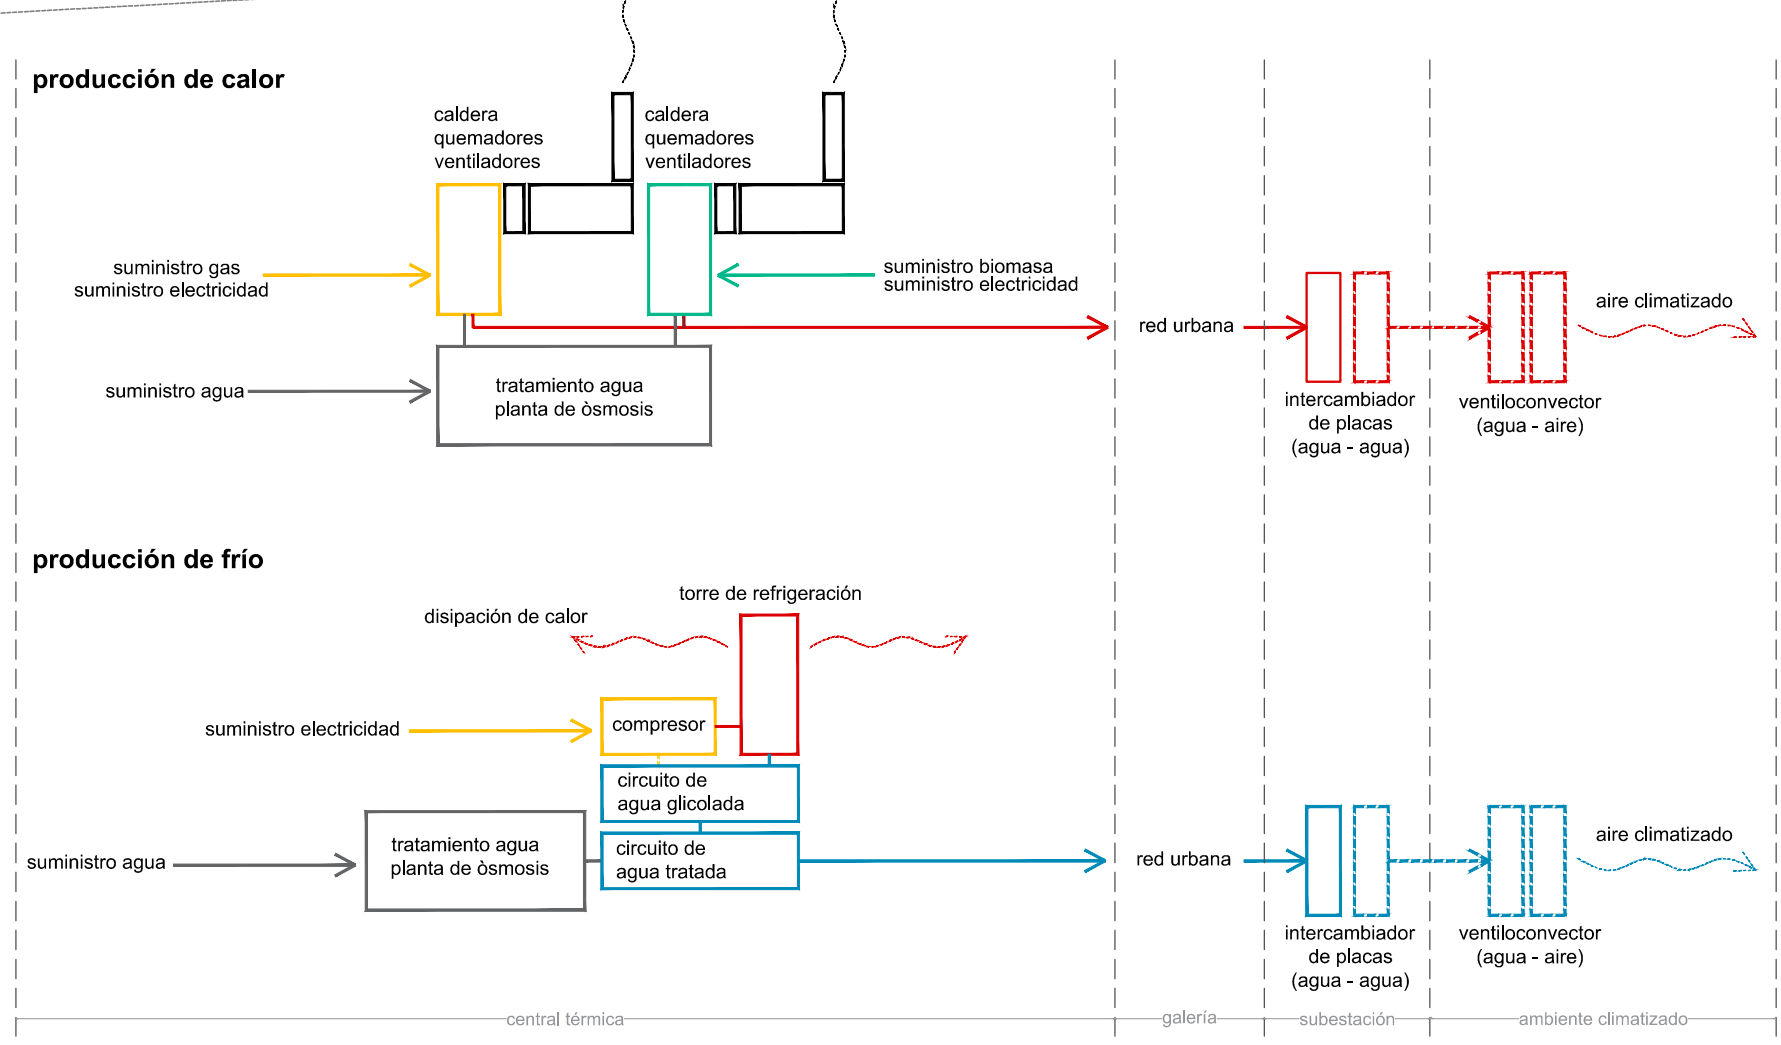 producción de calor
caldera
quemadores
ventiladores
caldera
quemadores
ventiladores
suministro gas
suministro electricidad
suministro biomasa
suministro electricidad
red urbana
aire climatizado
suministro agua
tratamiento agua
planta de òsmosis
intercambiador
de placas
(agua - agua)
ventiloconvector
(agua - aire)
producción de frío
torre de refrigeración
disipación de calor
suministro electricidad
compresor
circuito de
agua glicolada
suministro agua
tratamiento agua
planta de òsmosis
circuito de
agua tratada
red urbana
aire climatizado
intercambiador
de placas
(agua - agua)
ventiloconvector
(agua - aire)
central térmica
galería
subestación
ambiente climatizado